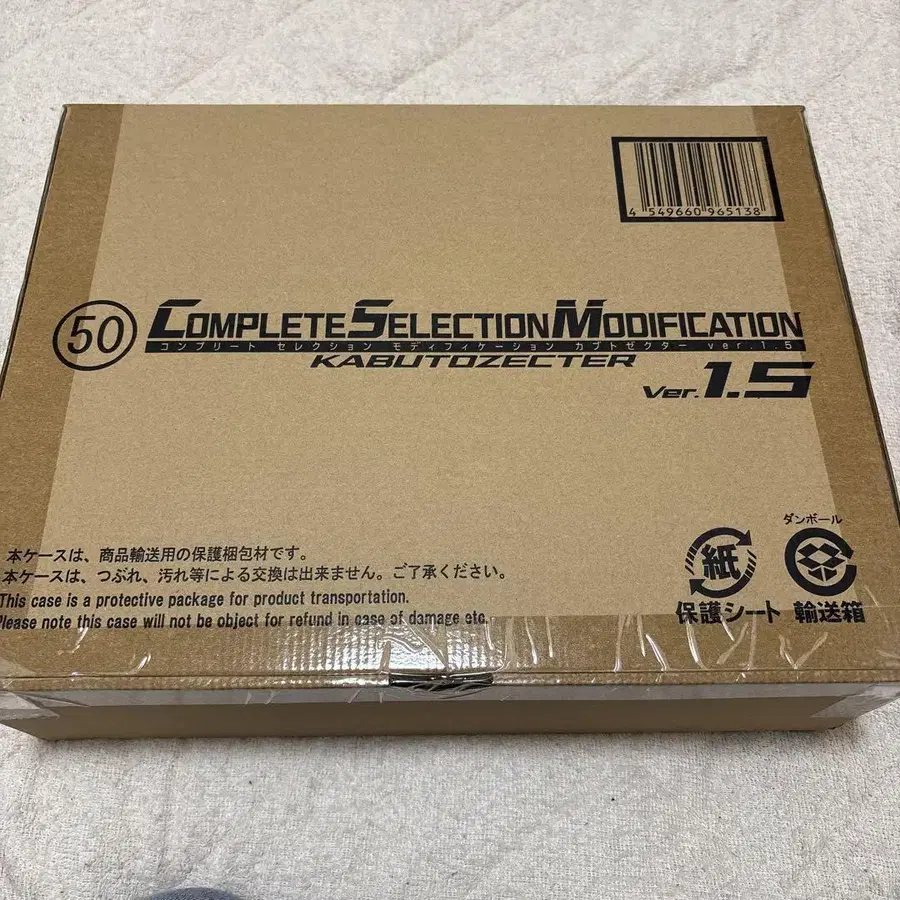 4 549660 965138
50
COMPLETE SELECTION MODIFICATION
コンプリート セレクション モディフィケーション カブトゼクター ver.1.5
KABUTOZECTER
Ver.1.5
本ケースは、商品輸送用の保護梱包材です。
本ケースは、つぶれ、汚れ等による交換は出来ません。ご了承ください。
This case is a protective package for product transportation.
Please note this case will not be object for refund in case of damage etc.
紙
保護シート
ダンボール
輸送箱